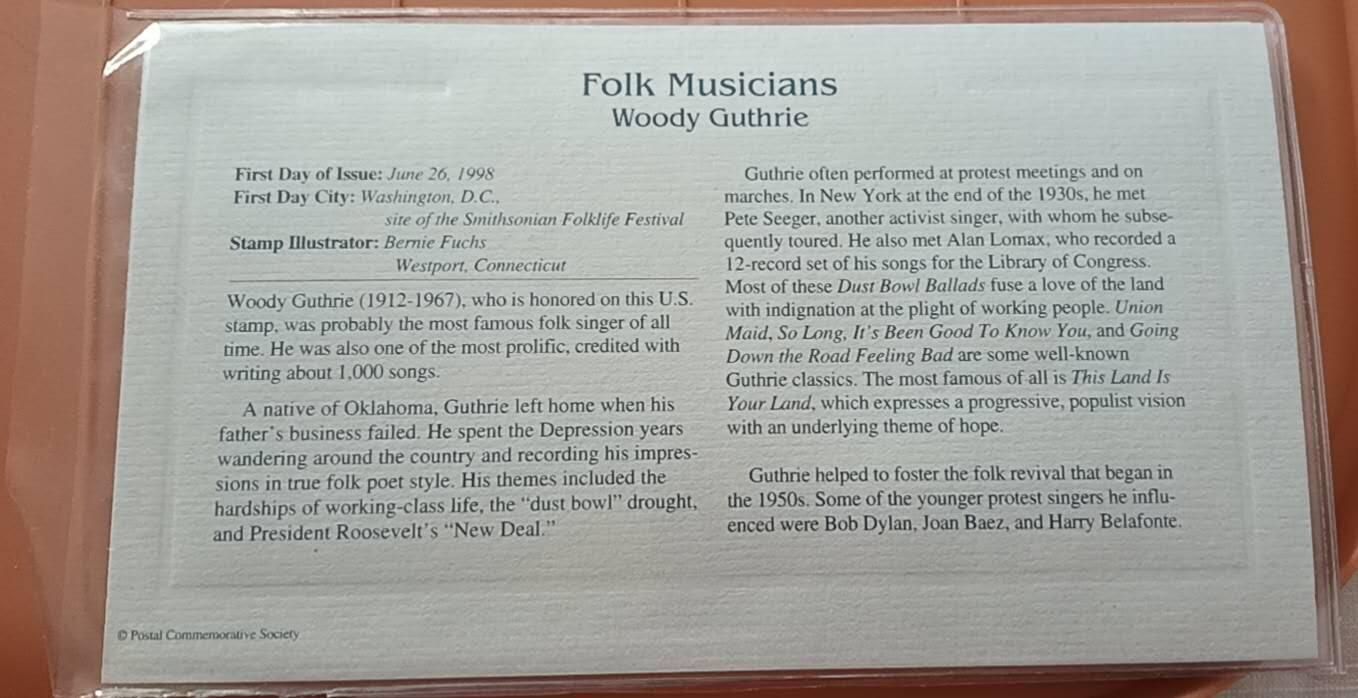 Folk Musicians
Woody Guthrie
First Day of Issue: June 26, 1998
First Day City: Washington, D.C.,
site of the Smithsonian Folklife Festival
Stamp Illustrator: Bernie Fuchs
Westport, Connecticut
Woody Guthrie (1912-1967), who is honored on this U.S.
stamp, was probably the most famous folk singer of all
time. He was also one of the most prolific, credited with
writing about 1,000 songs.
A native of Oklahoma, Guthrie left home when his
father's business failed. He spent the Depression years
wandering around the country and recording his impres-
sions in true folk poet style. His themes included the
hardships of working-class life, the “dust bowl” drought,
and President Roosevelt's “New Deal.”
Guthrie often performed at protest meetings and on
marches. In New York at the end of the 1930s, he met
Pete Seeger, another activist singer, with whom he subse-
quently toured. He also met Alan Lomax, who recorded a
12-record set of his songs for the Library of Congress.
Most of these Dust Bowl Ballads fuse a love of the land
with indignation at the plight of working people. Union
Maid, So Long, It's Been Good To Know You, and Going
Down the Road Feeling Bad are some well-known
Guthrie classics. The most famous of all is This Land Is
Your Land, which expresses a progressive, populist vision
with an underlying theme of hope.
Guthrie helped to foster the folk revival that began in
the 1950s. Some of the younger protest singers he influ-
enced were Bob Dylan, Joan Baez, and Harry Belafonte.
© Postal Commemorative Society